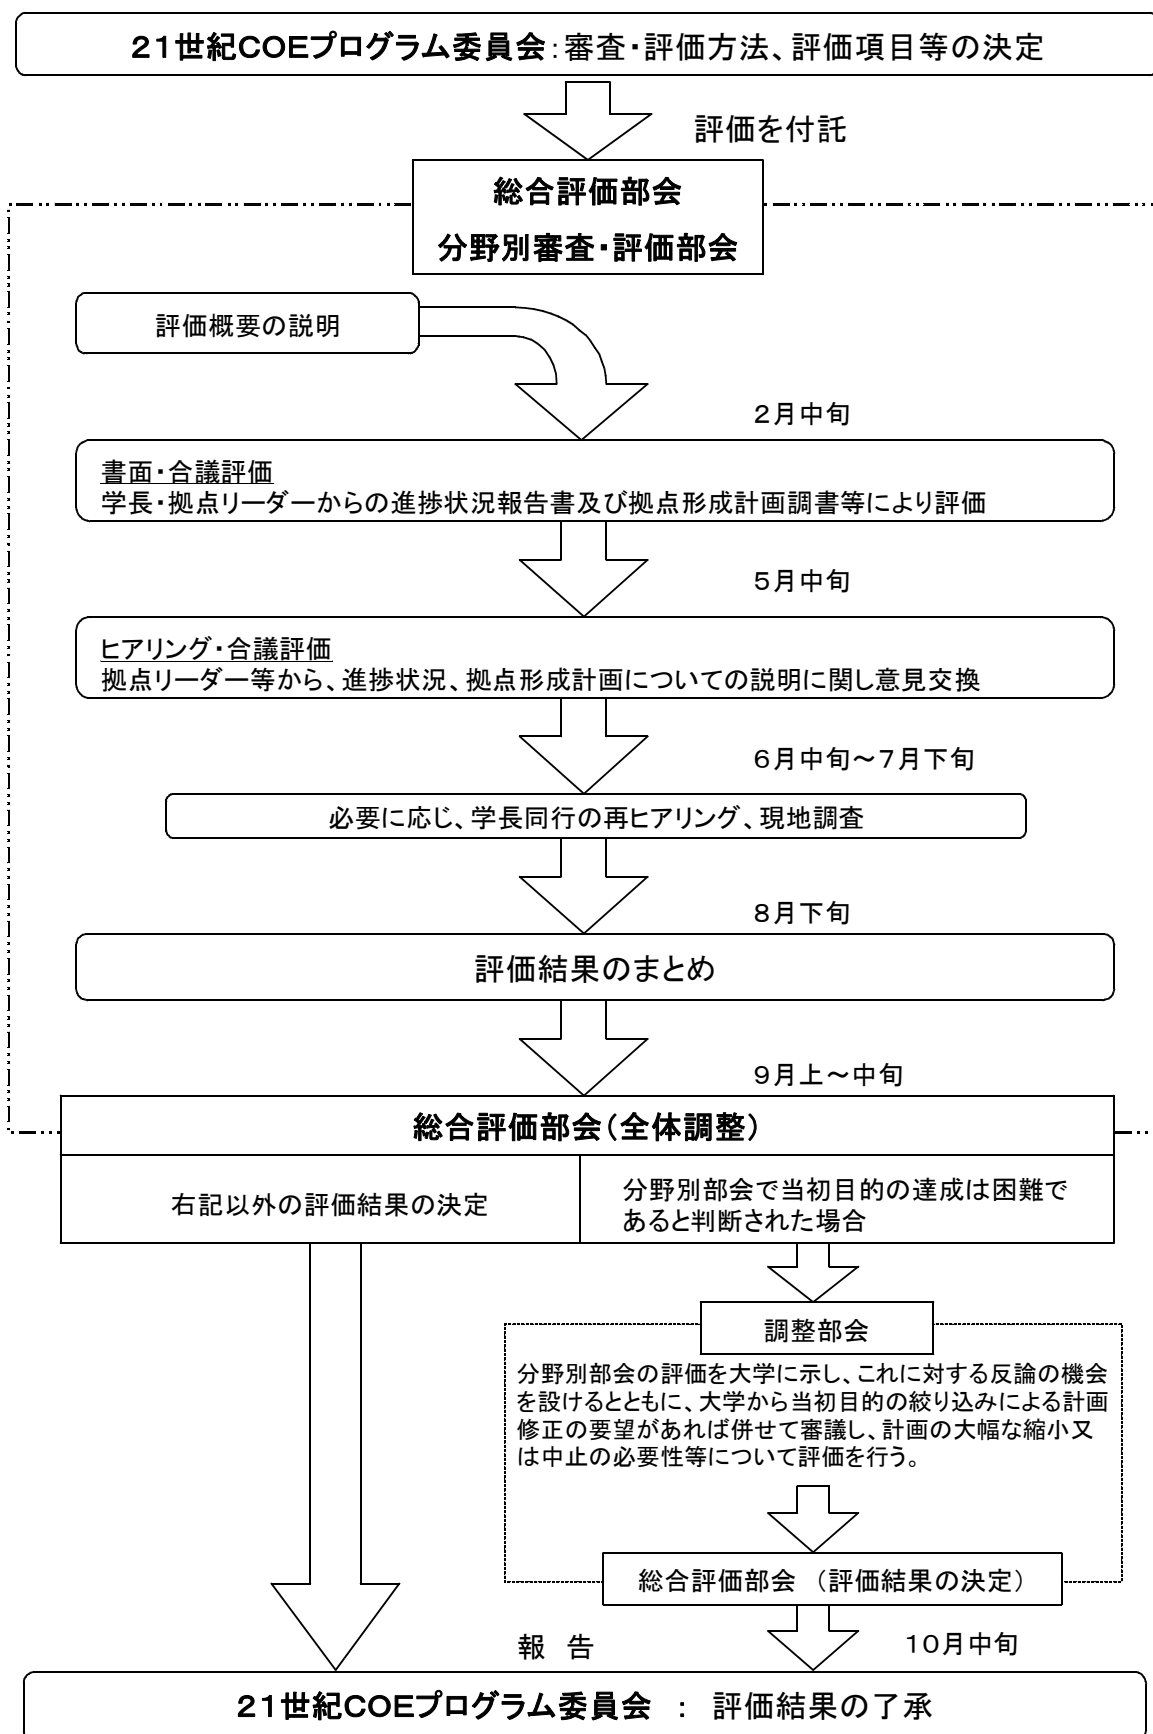 21世紀COEプログラム委員会:審査・評価方法、評価項目等の決定
評価を付託
総合評価部会
分野別審査・評価部会
評価概要の説明
2月中旬
書面・合議評価
学長・拠点リーダーからの進捗状況報告書及び拠点形成計画調書等により評価
5月中旬
ヒアリング・合議評価
拠点リーダー等から、進捗状況、拠点形成計画についての説明に関し意見交換
6月中旬~7月下旬
必要に応じ、学長同行の再ヒアリング、現地調査
8月下旬
評価結果のまとめ
9月上~中旬
総合評価部会(全体調整)
右記以外の評価結果の決定
分野別部会で当初目的の達成は困難で
あると判断された場合
調整部会
分野別部会の評価を大学に示し、これに対する反論の機会
を設けるとともに、大学から当初目的の絞り込みによる計画
修正の要望があれば併せて審議し、計画の大幅な縮小又
は中止の必要性等について評価を行う。
総合評価部会 (評価結果の決定)
報 告
10月中旬
21世紀COEプログラム委員会 : 評価結果の了承